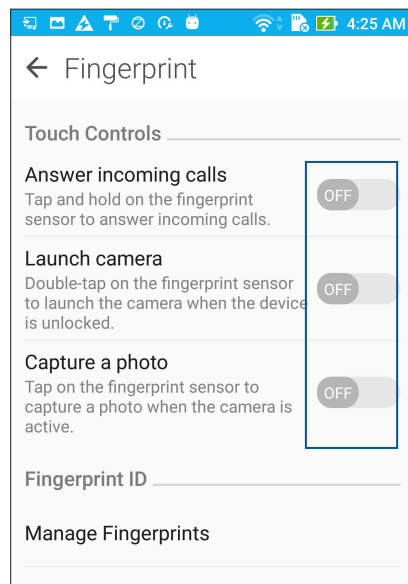 4:25 AM
Fingerprint
Touch Controls
Answer incoming calls
Tap and hold on the fingerprint
sensor to answer incoming calls.
OFF
Launch camera
Double-tap on the fingerprint sensor
to launch the camera when the device
is unlocked.
OFF
Capture a photo
Tap on the fingerprint sensor to
capture a photo when the camera is
active.
OFF
Fingerprint ID
Manage Fingerprints